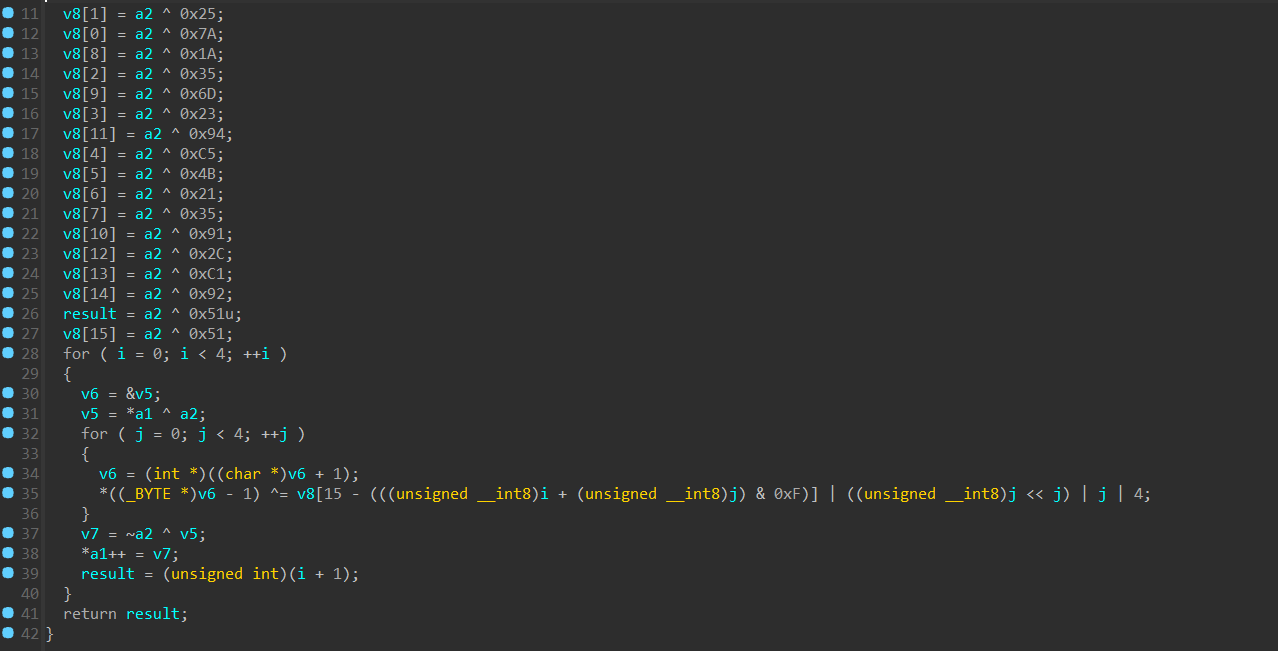 11 v8[1] = a2 ^ 0x25;
12 v8[0] = a2 ^ 0x7A;
13 v8[8] = a2 ^ 0x1A;
14 v8[2] = a2 ^ 0x35;
15 v8[9] = a2 ^ 0x6D;
16 v8[3] = a2 ^ 0x23;
17 v8[11] = a2 ^ 0x94;
18 v8[4] = a2 ^ 0xC5;
19 v8[5] = a2 ^ 0x4B;
20 v8[6] = a2 ^ 0x21;
21 v8[7] = a2 ^ 0x35;
22 v8[10] = a2 ^ 0x91;
23 v8[12] = a2 ^ 0x2C;
24 v8[13] = a2 ^ 0xC1;
25 v8[14] = a2 ^ 0x92;
26 result = a2 ^ 0x51u;
27 v8[15] = a2 ^ 0x51;
28 for ( i = 0; i < 4; ++i )
29 {
30 v6 = &v5;
31 v5 = *a1 ^ a2;
32 for ( j = 0; j < 4; ++j )
33 {
34 v6 = (int *)((char *)v6 + 1);
35 *((_BYTE *)v6 - 1) ^= v8[15 - (((unsigned __int8)i + (unsigned __int8)j) & 0xF)] | ((unsigned __int8)j << j) | j | 4;
36 }
37 v7 = ~a2 ^ v5;
38 *a1++ = v7;
39 result = (unsigned int)(i + 1);
40 }
41 return result;
42 }